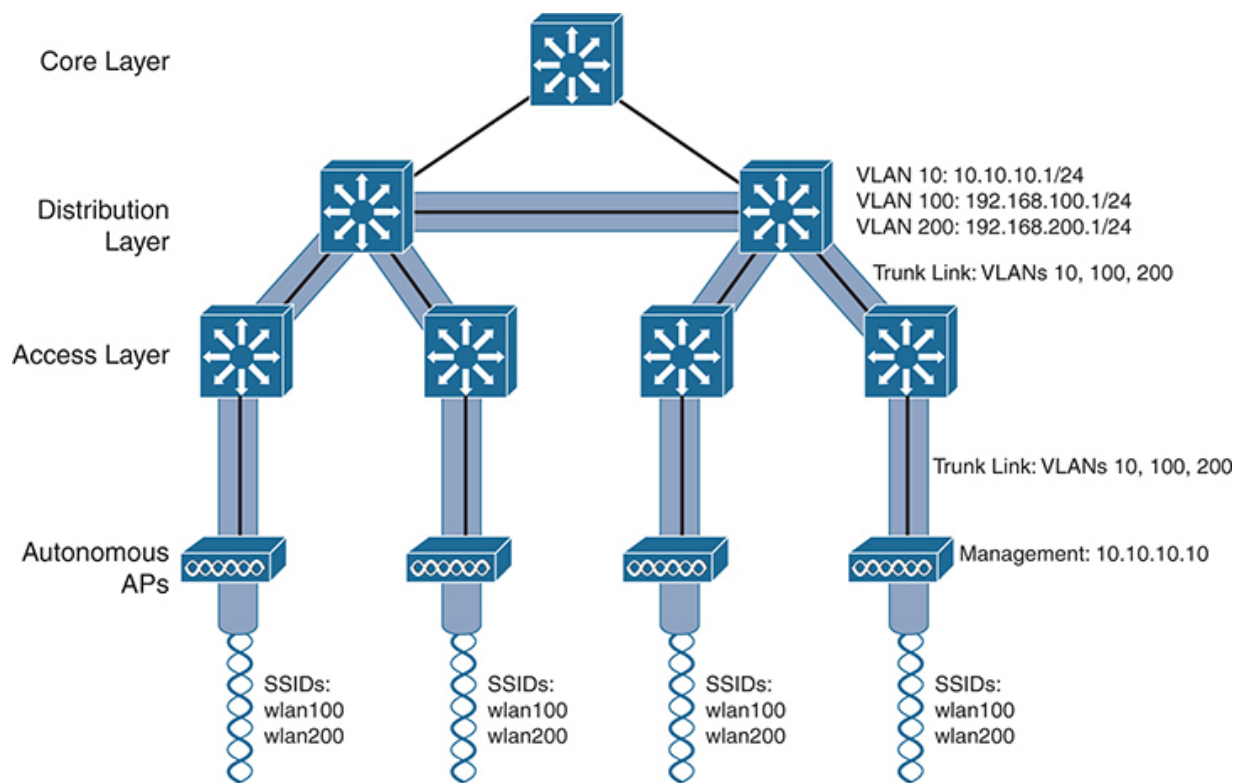 Core Layer
Distribution
Layer
VLAN 10: 10.10.10.1/24
VLAN 100: 192.168.100.1/24
VLAN 200: 192.168.200.1/24
Trunk Link: VLANs 10, 100, 200
Access Layer
Trunk Link: VLANs 10, 100, 200
Autonomous
APs
Management: 10.10.10.10
SSIDs:
wlan100
wlan200
SSIDs:
wlan100
wlan200
SSIDs:
wlan100
wlan200
SSIDs:
wlan100
wlan200